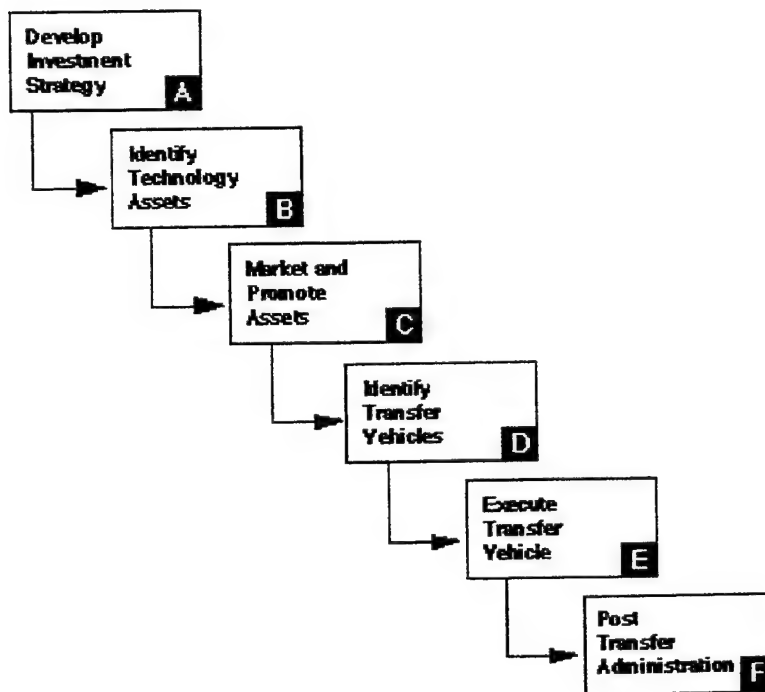 Develop
Investment
Strategy
A
Identify
Technology
Assets
B
Market and
Promote
Assets
C
Identify
Transfer
Vehicles
D
Execute
Transfer
Vehicle
E
Post
Transfer
Administration
F